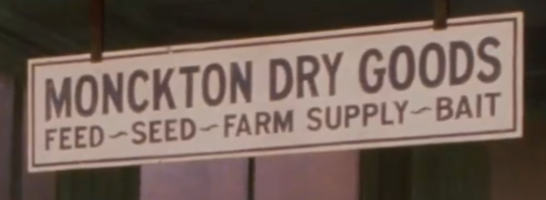 MONCKTON DRY GOODS
FEED~SEED~FARM SUPPLY~BAIT